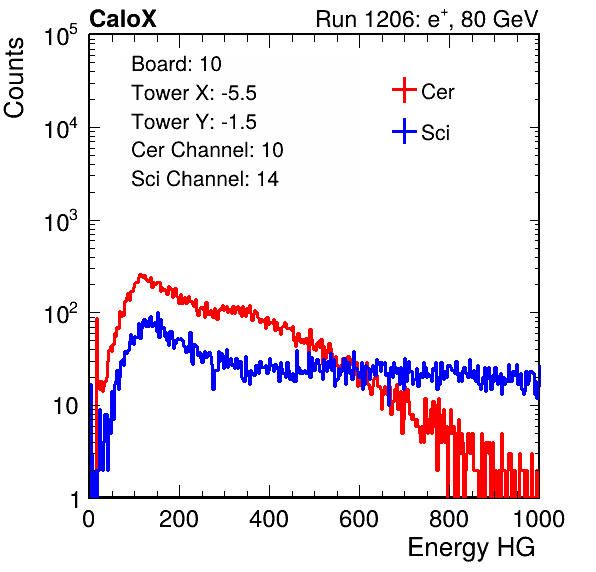 CaloX Run 1206: e⁺, 80 GeV
Counts
Board: 10
Tower X: -5.5
Tower Y: -1.5
Cer Channel: 10
Sci Channel: 14
Cer
Sci
10⁵
10⁴
10³
10²
10
1
0 200 400 600 800 1000
Energy HG